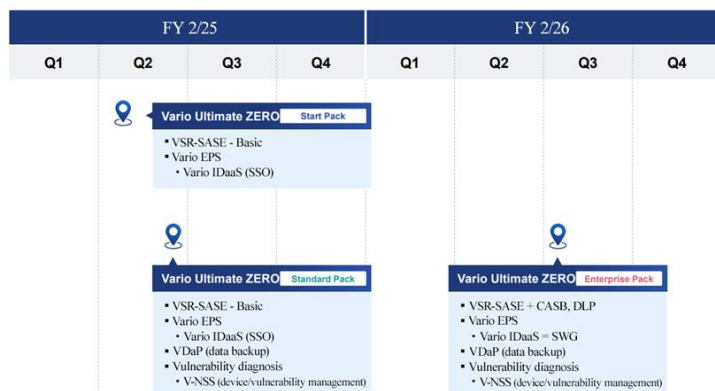 FY 2/25
FY 2/26
Q1
Q2
Q3
Q4
Q1
Q2
Q3
Q4
Vario Ultimate ZERO Start Pack
▪ VSR-SASE - Basic
▪ Vario EPS
• Vario IDaaS (SSO)
Vario Ultimate ZERO Standard Pack
▪ VSR-SASE - Basic
▪ Vario EPS
• Vario IDaaS (SSO)
▪ VDaP (data backup)
▪ Vulnerability diagnosis
• V-NSS (device/vulnerability management)
Vario Ultimate ZERO Enterprise Pack
▪ VSR-SASE + CASB, DLP
▪ Vario EPS
• Vario IDaaS = SWG
▪ VDaP (data backup)
▪ Vulnerability diagnosis
• V-NSS (device/vulnerability management)